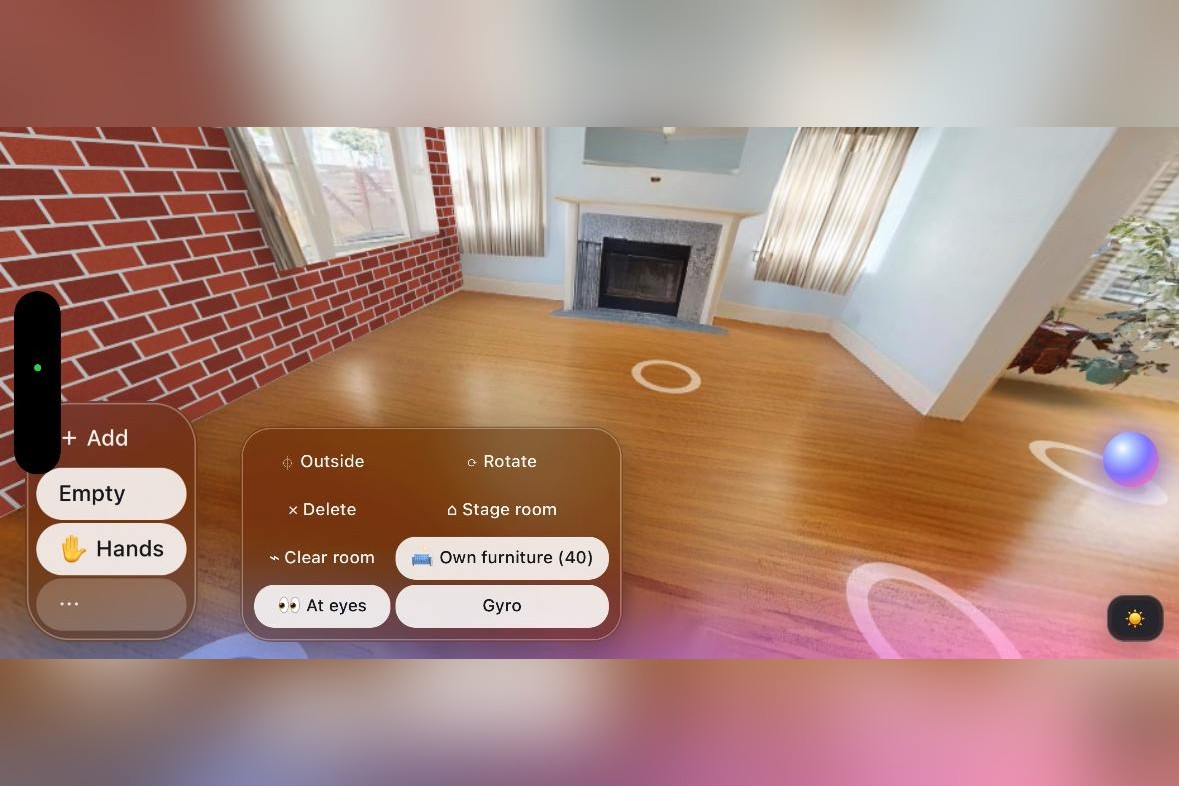 + Add
Empty
✋ Hands
...
Outside
Rotate
× Delete
⌂ Stage room
Clear room
Own furniture (40)
👀 At eyes
Gyro